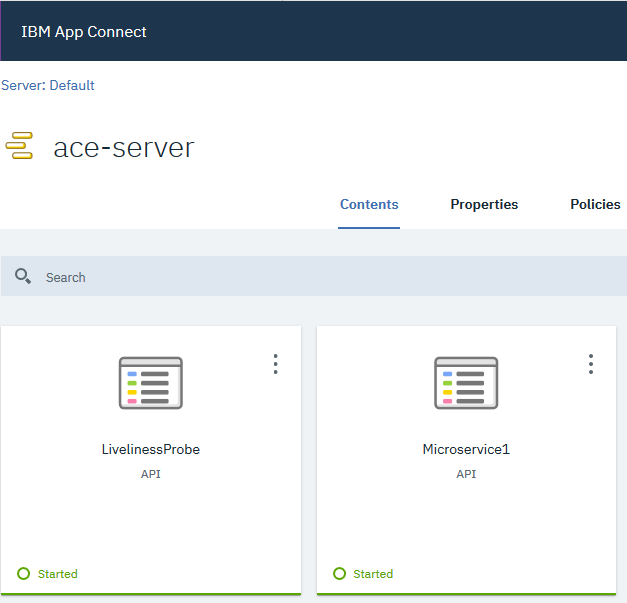 IBM App Connect
Server: Default
ace-server
Contents Properties Policies
Search
LivelinessProbe Microservice1
API API
Started Started